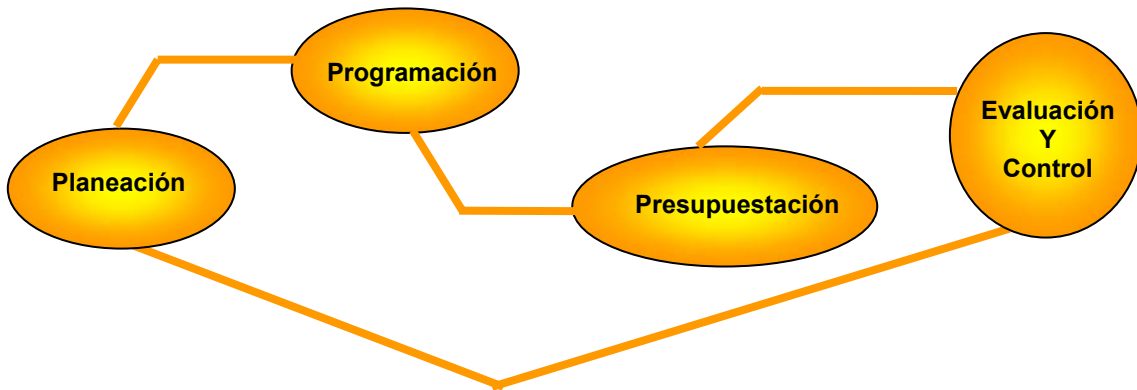 Planeación
Programación
Presupuestación
Evaluación
Y
Control